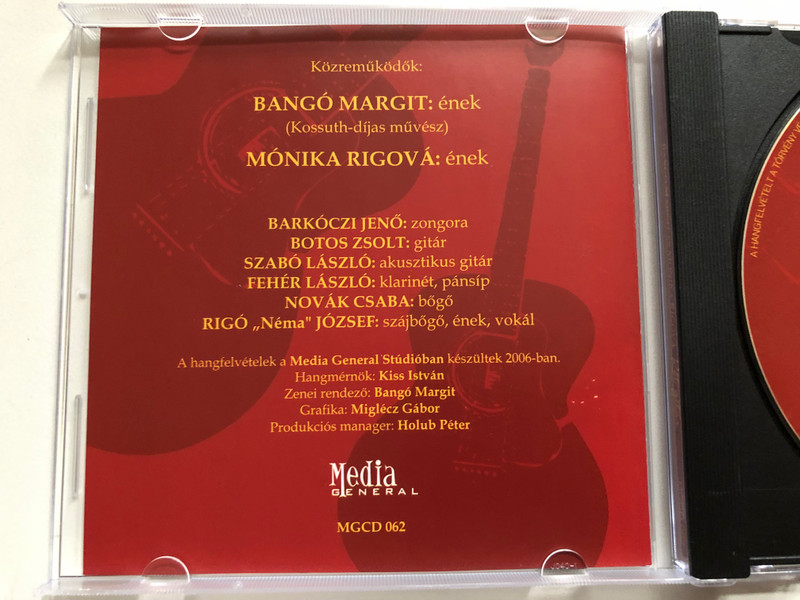 Közreműködők:
BANGÓ MARGIT: ének
(Kossuth-díjas művész)
MÓNIKA RIGOVÁ: ének
BARKÓCZI JENŐ: zongora
BOTOS ZSOLT: gitár
SZABÓ LÁSZLÓ: akusztikus gitár
FEHÉR LÁSZLÓ: klarinét, pánsíp
NOVÁK CSABA: bőgő
RIGÓ „Néma" JÓZSEF: szájbőgő, ének, vokál
A hangfelvételek a Media General Stúdióban készültek 2006-ban.
Hangmérnök: Kiss István
Zenei rendező: Bangó Margit
Grafika: Miglécz Gábor
Produkciós manager: Holub Péter
Media
GENERAL
MGCD 062
A HANGFELVÉTELT A TÖRVÉNY